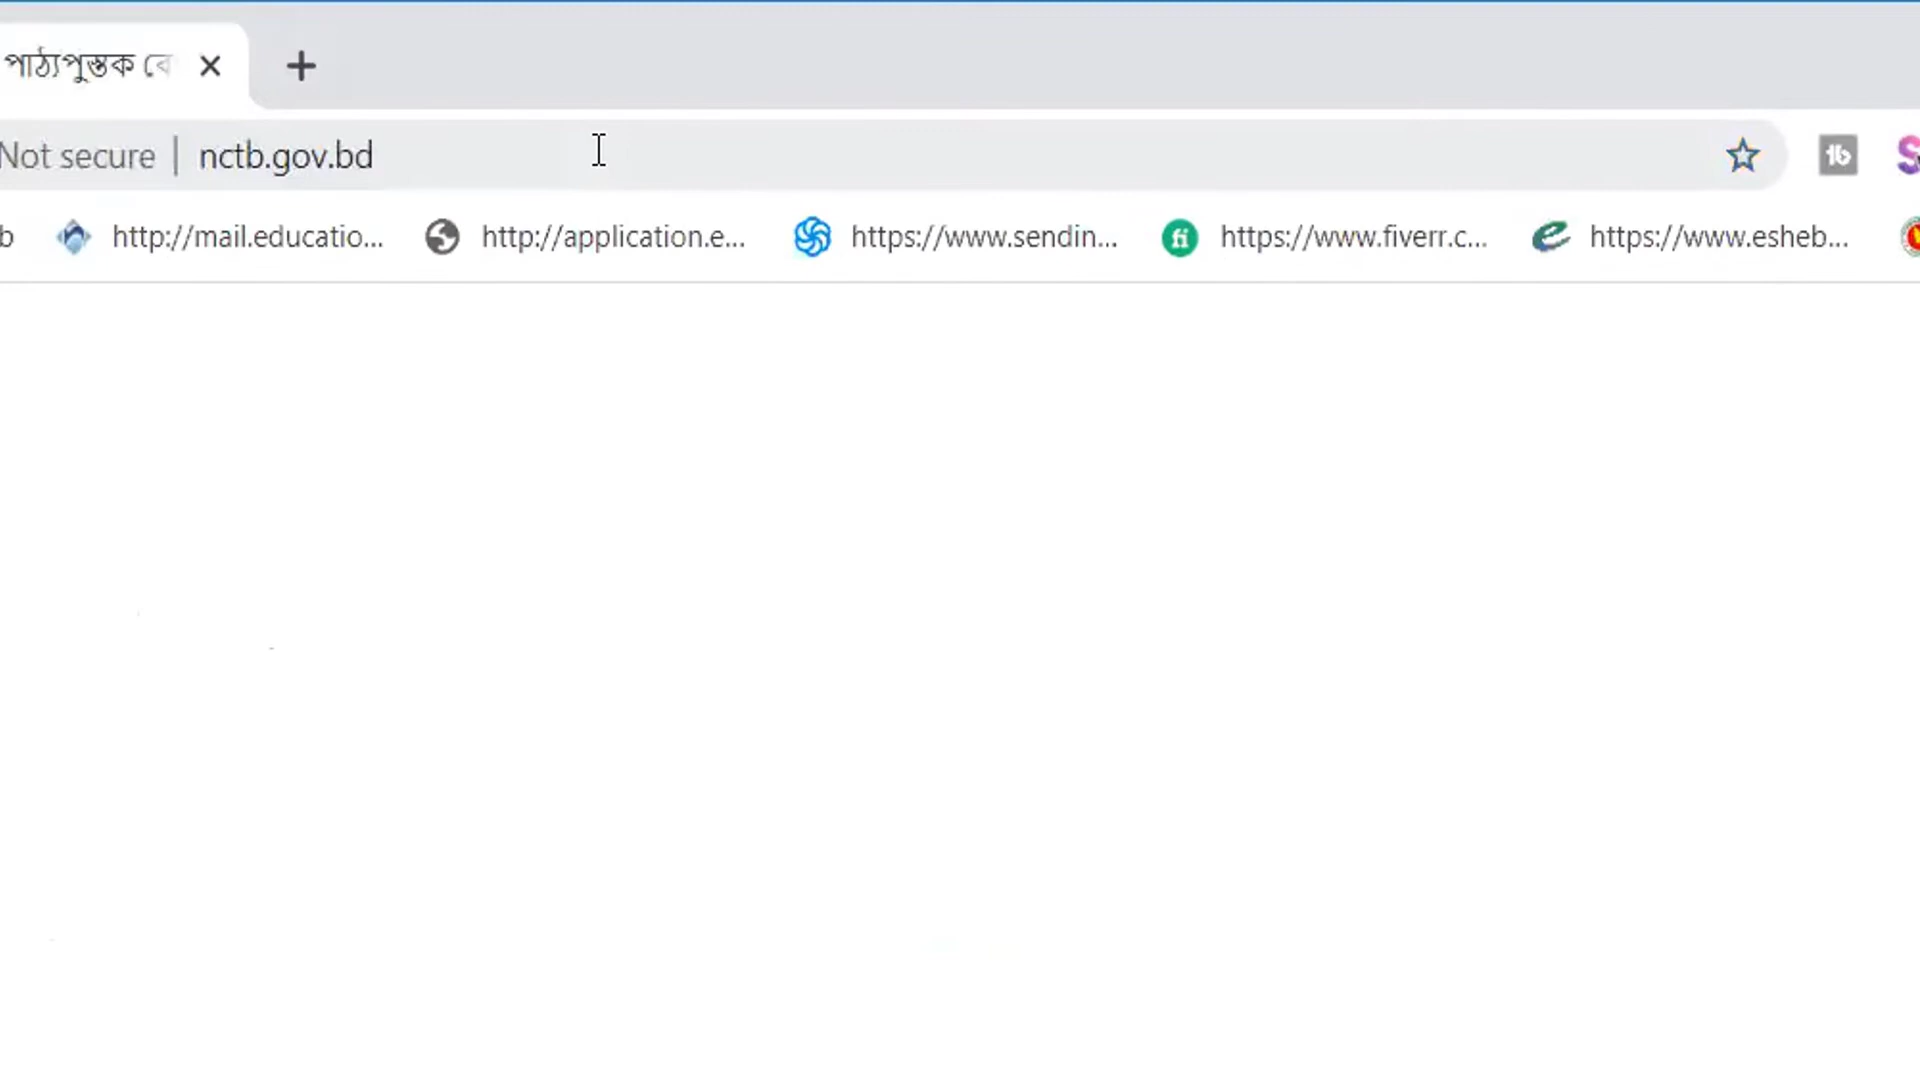 পাঠ্যপুস্তক বে
Not secure | nctb.gov.bd
b http://mail.educatio... http://application.e... https://www.sendin... fi https://www.fiverr.c... https://www.esheb...